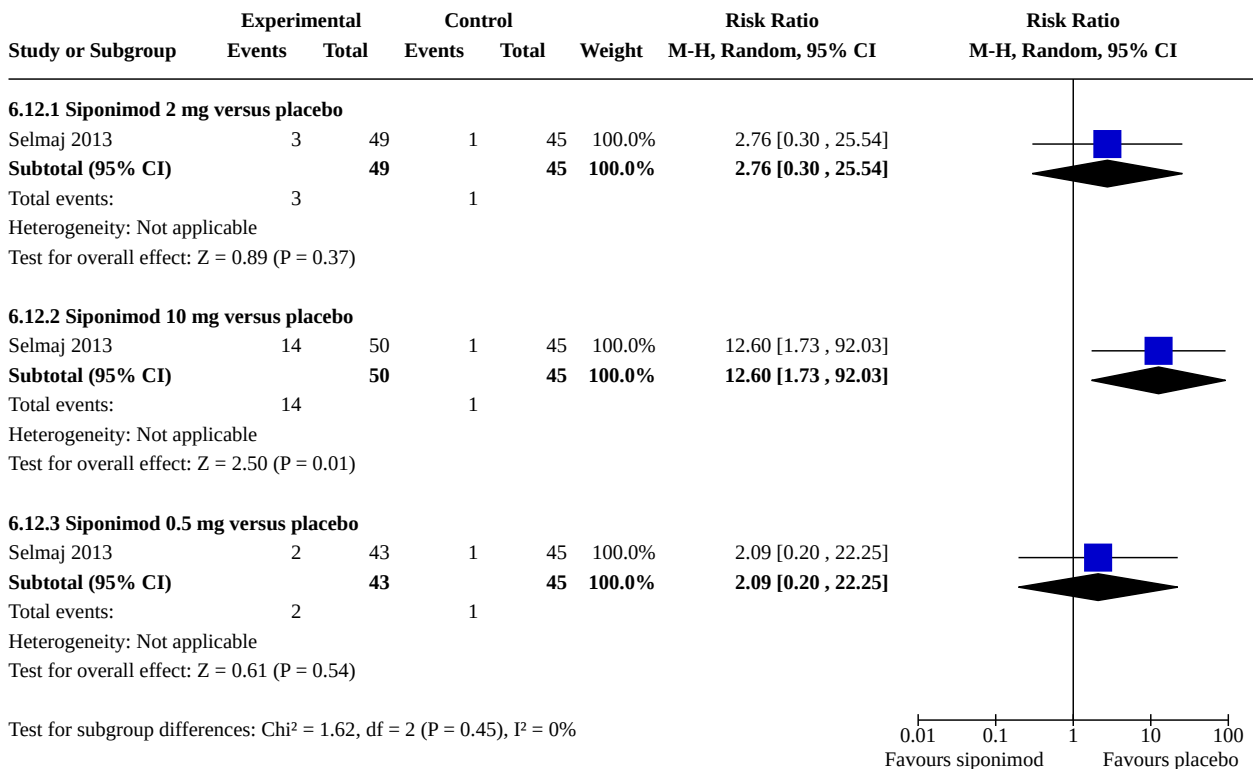 Experimental Control Risk Ratio Risk Ratio
Study or Subgroup Events Total Events Total Weight M-H, Random, 95% CI M-H, Random, 95% CI
6.12.1 Siponimod 2 mg versus placebo
Selmaj 2013 3 49 1 45 100.0% 2.76 [0.30 , 25.54]
Subtotal (95% CI) 49 45 100.0% 2.76 [0.30 , 25.54]
Total events: 3 1
Heterogeneity: Not applicable
Test for overall effect: Z = 0.89 (P = 0.37)
6.12.2 Siponimod 10 mg versus placebo
Selmaj 2013 14 50 1 45 100.0% 12.60 [1.73 , 92.03]
Subtotal (95% CI) 50 45 100.0% 12.60 [1.73 , 92.03]
Total events: 14 1
Heterogeneity: Not applicable
Test for overall effect: Z = 2.50 (P = 0.01)
6.12.3 Siponimod 0.5 mg versus placebo
Selmaj 2013 2 43 1 45 100.0% 2.09 [0.20 , 22.25]
Subtotal (95% CI) 43 45 100.0% 2.09 [0.20 , 22.25]
Total events: 2 1
Heterogeneity: Not applicable
Test for overall effect: Z = 0.61 (P = 0.54)
Test for subgroup differences: Chi² = 1.62, df = 2 (P = 0.45), I² = 0%
0.01 0.1 1 10 100
Favours siponimod Favours placebo